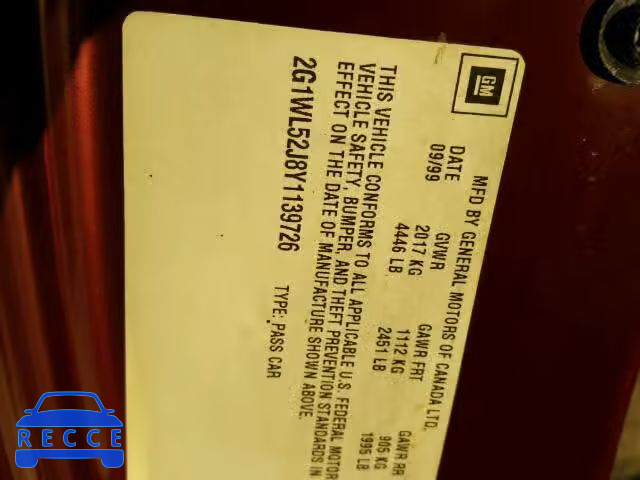 GM
MFD BY GENERAL MOTORS OF CANADA LTD.
DATE GVWR GAWR FRT GAWR RR
09/99 2017 KG 1112 KG 905 KG
4446 LB 2451 LB 1995 LB
THIS VEHICLE CONFORMS TO ALL APPLICABLE U.S. FEDERAL MOTOR
VEHICLE SAFETY, BUMPER, AND THEFT PREVENTION STANDARDS IN
EFFECT ON THE DATE OF MANUFACTURE SHOWN ABOVE.
2G1WL52J8Y1139726 TYPE: PASS CAR
RECCE